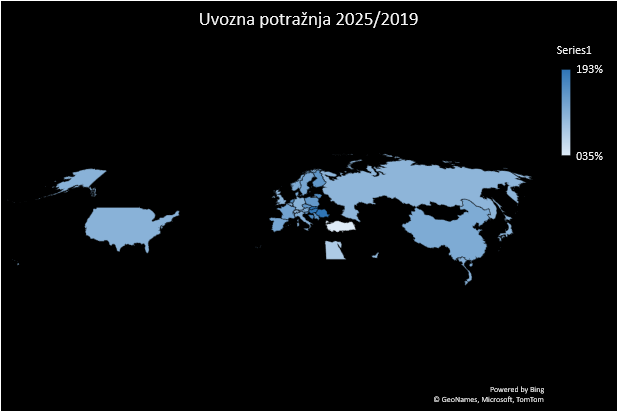 Uvozna potražnja 2025/2019
Series1
193%
035%
Powered by Bing
© GeoNames, Microsoft, TomTom